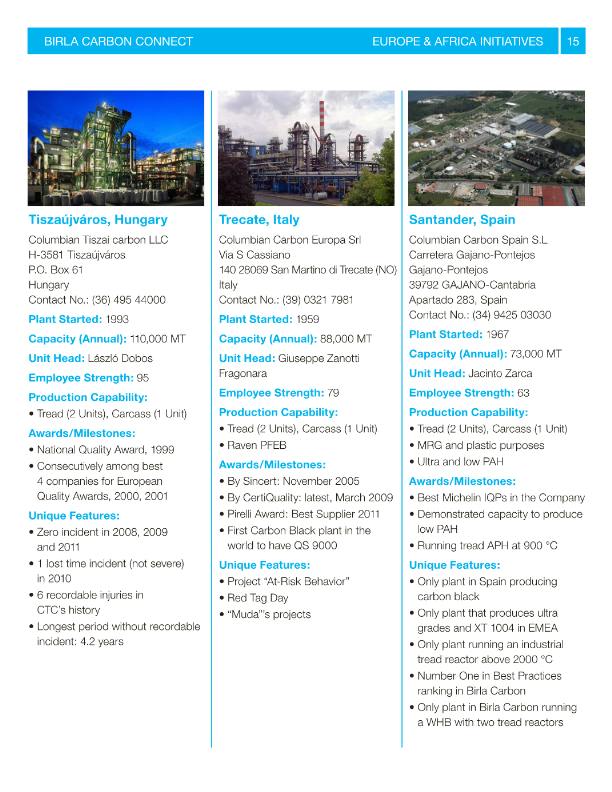 BIRLA CARBON CONNECT
EUROPE & AFRICA INITIATIVES
15
Tiszaújváros, Hungary
Columbian Tiszai carbon LLC
H-3581 Tiszaújváros
P.O. Box 61
Hungary
Contact No.: (36) 495 44000
Plant Started: 1993
Capacity (Annual): 110,000 MT
Unit Head: László Dobos
Employee Strength: 95
Production Capability:
• Tread (2 Units), Carcass (1 Unit)
Awards/Milestones:
• National Quality Award, 1999
• Consecutively among best
4 companies for European
Quality Awards, 2000, 2001
Unique Features:
• Zero incident in 2008, 2009
and 2011
• 1 lost time incident (not severe)
in 2010
• 6 recordable injuries in
CTC's history
• Longest period without recordable
incident: 4.2 years
Trecate, Italy
Columbian Carbon Europa Srl
Via S Cassiano
140 28069 San Martino di Trecate (NO)
Italy
Contact No.: (39) 0321 7981
Plant Started: 1959
Capacity (Annual): 88,000 MT
Unit Head: Giuseppe Zanotti
Fragonara
Employee Strength: 79
Production Capability:
• Tread (2 Units), Carcass (1 Unit)
• Raven PFEB
Awards/Milestones:
• By Sincert: November 2005
• By CertiQuality: latest, March 2009
• Pirelli Award: Best Supplier 2011
• First Carbon Black plant in the
world to have QS 9000
Unique Features:
• Project “At-Risk Behavior”
• Red Tag Day
• “Muda”'s projects
Santander, Spain
Columbian Carbon Spain S.L
Carretera Gajano-Pontejos
Gajano-Pontejos
39792 GAJANO-Cantabria
Apartado 283, Spain
Contact No.: (34) 9425 03030
Plant Started: 1967
Capacity (Annual): 73,000 MT
Unit Head: Jacinto Zarca
Employee Strength: 63
Production Capability:
• Tread (2 Units), Carcass (1 Unit)
• MRG and plastic purposes
• Ultra and low PAH
Awards/Milestones:
• Best Michelin IQPs in the Company
• Demonstrated capacity to produce
low PAH
• Running tread APH at 900 °C
Unique Features:
• Only plant in Spain producing
carbon black
• Only plant that produces ultra
grades and XT 1004 in EMEA
• Only plant running an industrial
tread reactor above 2000 °C
• Number One in Best Practices
ranking in Birla Carbon
• Only plant in Birla Carbon running
a WHB with two tread reactors